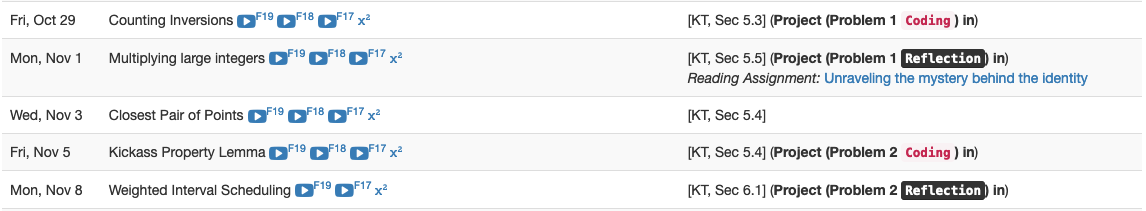 Fri, Oct 29 Counting Inversions F19 F18 F17 x² [KT, Sec 5.3] (Project (Problem 1 Coding ) in)
Mon, Nov 1 Multiplying large integers F19 F18 F17 x² [KT, Sec 5.5] (Project (Problem 1 Reflection ) in)
Reading Assignment: Unraveling the mystery behind the identity
Wed, Nov 3 Closest Pair of Points F19 F18 F17 x² [KT, Sec 5.4]
Fri, Nov 5 Kickass Property Lemma F19 F18 F17 x² [KT, Sec 5.4] (Project (Problem 2 Coding ) in)
Mon, Nov 8 Weighted Interval Scheduling F19 F17 x² [KT, Sec 6.1] (Project (Problem 2 Reflection ) in)